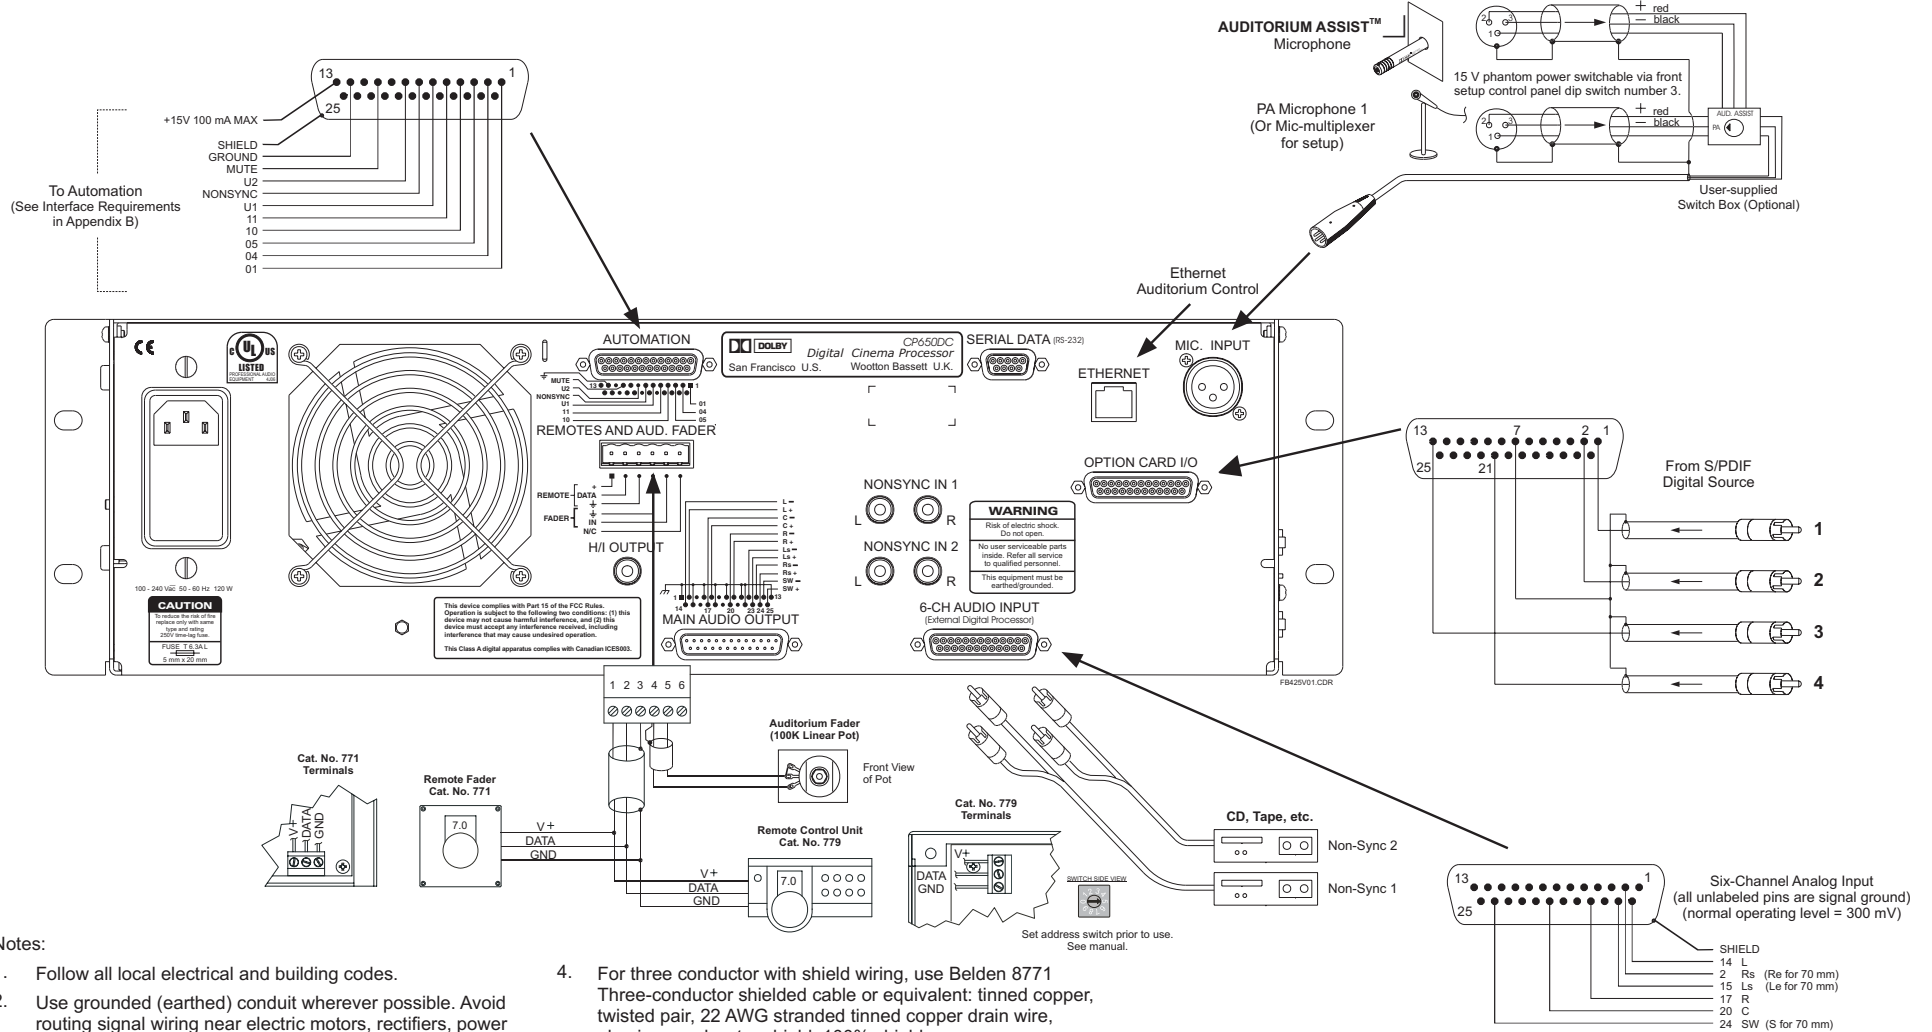 AUDITORIUM ASSIST™
Microphone
2 3
1
+ red
— black
15 V phantom power switchable via front
setup control panel dip switch number 3.
PA Microphone 1
(Or Mic-multiplexer
for setup)
2 3
1
+ red
— black
AUD. ASSIST
PA
User-supplied
Switch Box (Optional)
13 1
25
+15V 100 mA MAX
SHIELD
GROUND
MUTE
U2
NONSYNC
U1
11
10
05
04
01
To Automation
(See Interface Requirements
in Appendix B)
Ethernet
Auditorium Control
CE
C UL US
LISTED
PROFESSIONAL AUDIO
EQUIPMENT 4J0E
AUTOMATION
DOLBY
CP650DC
Digital Cinema Processor
San Francisco U.S. Wootton Bassett U.K.
SERIAL DATA (RS-232)
ETHERNET
MIC. INPUT
MUTE
U2
NONSYNC
U1
11
10
13 1
01
04
05
REMOTES AND AUD. FADER
REMOTE
+
DATA
FADER
IN
N/C
H/I OUTPUT
L –
L +
C –
C +
R –
R +
Ls –
Ls +
Rs –
Rs +
SW –
SW +
1 13
14 17 20 23 24 25
MAIN AUDIO OUTPUT
NONSYNC IN 1
L R
NONSYNC IN 2
L R
OPTION CARD I/O
WARNING
Risk of electric shock.
Do not open.
No user serviceable parts
inside. Refer all service
to qualified personnel.
This equipment must be
earthed/grounded.
6-CH AUDIO INPUT
(External Digital Processor)
100 - 240 Vac 50 - 60 Hz 120 W
CAUTION
To reduce the risk of fire
replace only with same
type and rating
250V time-lag fuse.
FUSE T 6.3A L
5 mm x 20 mm
This device complies with Part 15 of the FCC Rules.
Operation is subject to the following two conditions: (1) this
device may not cause harmful interference, and (2) this
device must accept any interference received, including
interference that may cause undesired operation.
This Class A digital apparatus complies with Canadian ICES003.
FB425V01.CDR
13 7 2 1
25 21
From S/PDIF
Digital Source
1
2
3
4
1 2 3 4 5 6
Auditorium Fader
(100K Linear Pot)
Front View
of Pot
Cat. No. 771
Terminals
V+
DATA
GND
Remote Fader
Cat. No. 771
7.0
V+
DATA
GND
Remote Control Unit
Cat. No. 779
V+
DATA
GND
7.0
Cat. No. 779
Terminals
V+
DATA
GND
SWITCH SIDE VIEW
Set address switch prior to use.
See manual.
CD, Tape, etc.
Non-Sync 2
Non-Sync 1
13 1
25
Six-Channel Analog Input
(all unlabeled pins are signal ground)
(normal operating level = 300 mV)
SHIELD
14 L
2 Rs (Re for 70 mm)
15 Ls (Le for 70 mm)
17 R
20 C
24 SW (S for 70 mm)
Notes:
Follow all local electrical and building codes.
2. Use grounded (earthed) conduit wherever possible. Avoid
routing signal wiring near electric motors, rectifiers, power
4. For three conductor with shield wiring, use Belden 8771
Three-conductor shielded cable or equivalent: tinned copper,
twisted pair, 22 AWG stranded tinned copper drain wire,